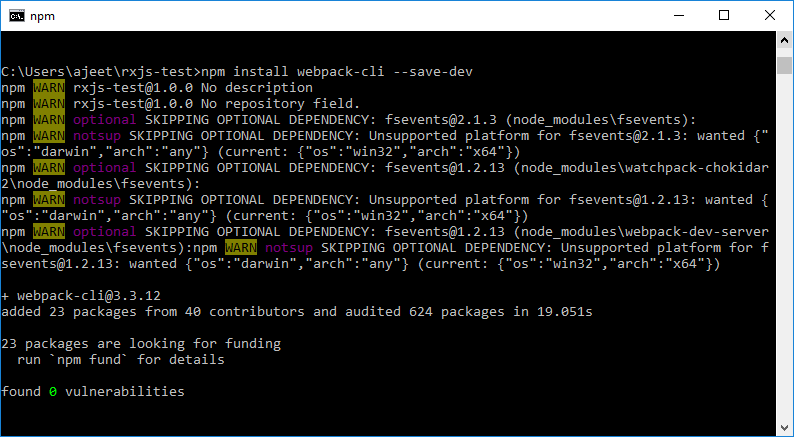 npm
C:\Users\ajeet\rxjs-test>npm install webpack-cli --save-dev
npm WARN rxjs-test@1.0.0 No description
npm WARN rxjs-test@1.0.0 No repository field.
npm WARN optional SKIPPING OPTIONAL DEPENDENCY: fsevents@2.1.3 (node_modules\fsevents):
npm WARN notsup SKIPPING OPTIONAL DEPENDENCY: Unsupported platform for fsevents@2.1.3: wanted {"
os":"darwin","arch":"any"} (current: {"os":"win32","arch":"x64"})
npm WARN optional SKIPPING OPTIONAL DEPENDENCY: fsevents@1.2.13 (node_modules\watchpack-chokidar
2\node_modules\fsevents):
npm WARN notsup SKIPPING OPTIONAL DEPENDENCY: Unsupported platform for fsevents@1.2.13: wanted {
"os":"darwin","arch":"any"} (current: {"os":"win32","arch":"x64"})
npm WARN optional SKIPPING OPTIONAL DEPENDENCY: fsevents@1.2.13 (node_modules\webpack-dev-server
\node_modules\fsevents):npm WARN notsup SKIPPING OPTIONAL DEPENDENCY: Unsupported platform for f
sevents@1.2.13: wanted {"os":"darwin","arch":"any"} (current: {"os":"win32","arch":"x64"})
+ webpack-cli@3.3.12
added 23 packages from 40 contributors and audited 624 packages in 19.051s
23 packages are looking for funding
  run `npm fund` for details
found 0 vulnerabilities